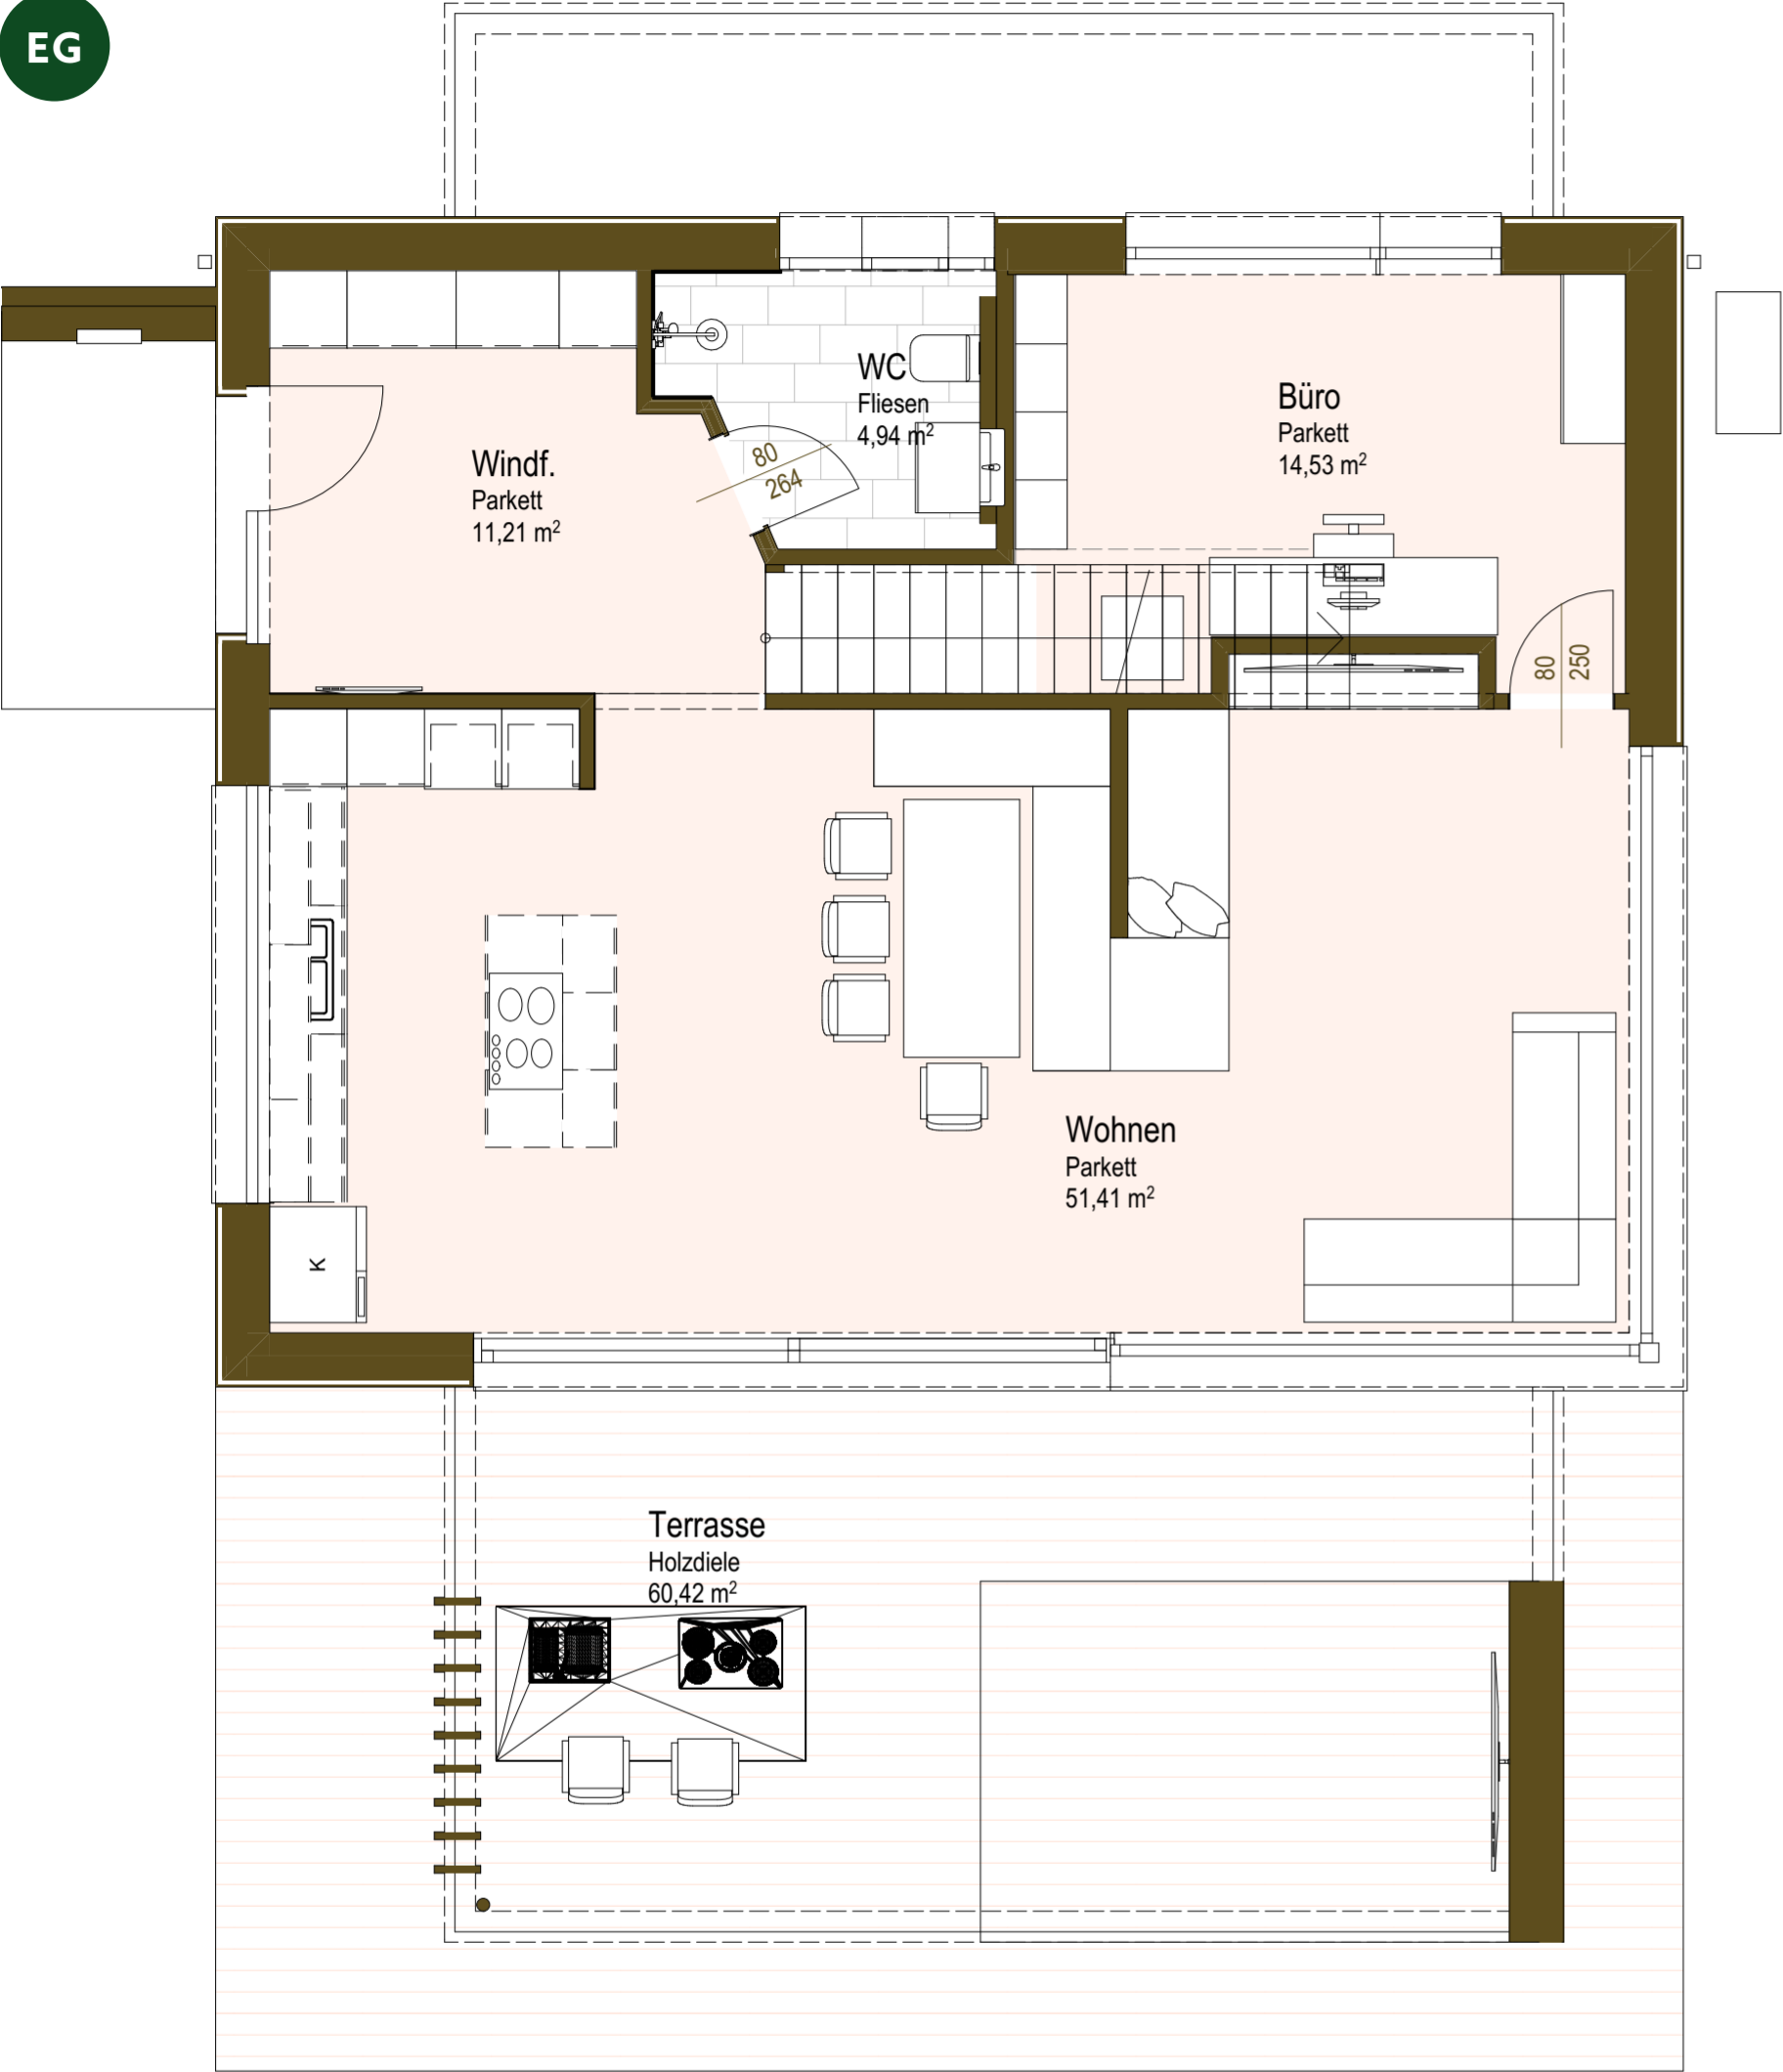 EG
WC
Fliesen
4,94 m²
Büro
Parkett
14,53 m²
Windf.
Parkett
11,21 m²
80
264
80
250
Wohnen
Parkett
51,41 m²
K
Terrasse
Holzdiele
60,42 m²